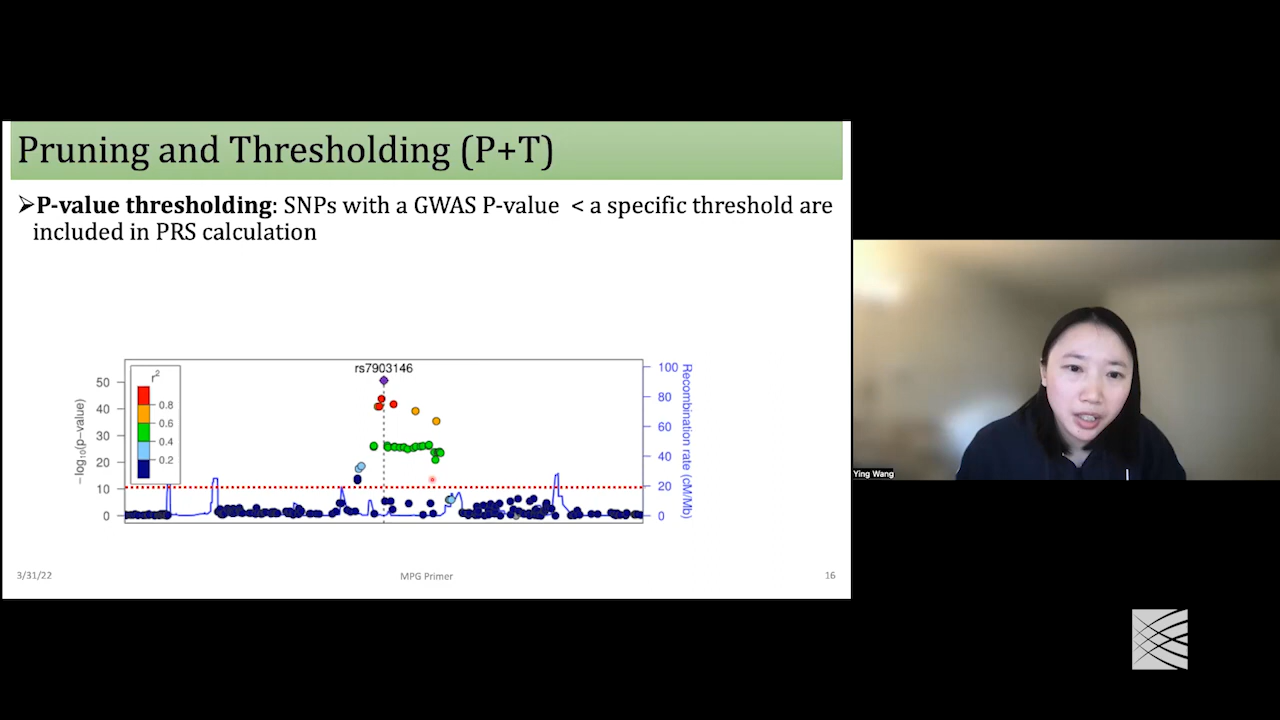 Pruning and Thresholding (P+T)
➢P-value thresholding: SNPs with a GWAS P-value < a specific threshold are
included in PRS calculation
rs7903146
r²
0.8
0.6
0.4
0.2
50
40
30
20
10
0
−log₁₀(p−value)
100
80
60
40
20
0
Recombination rate (cM/Mb)
3/31/22
MPG Primer
16
Ying Wang